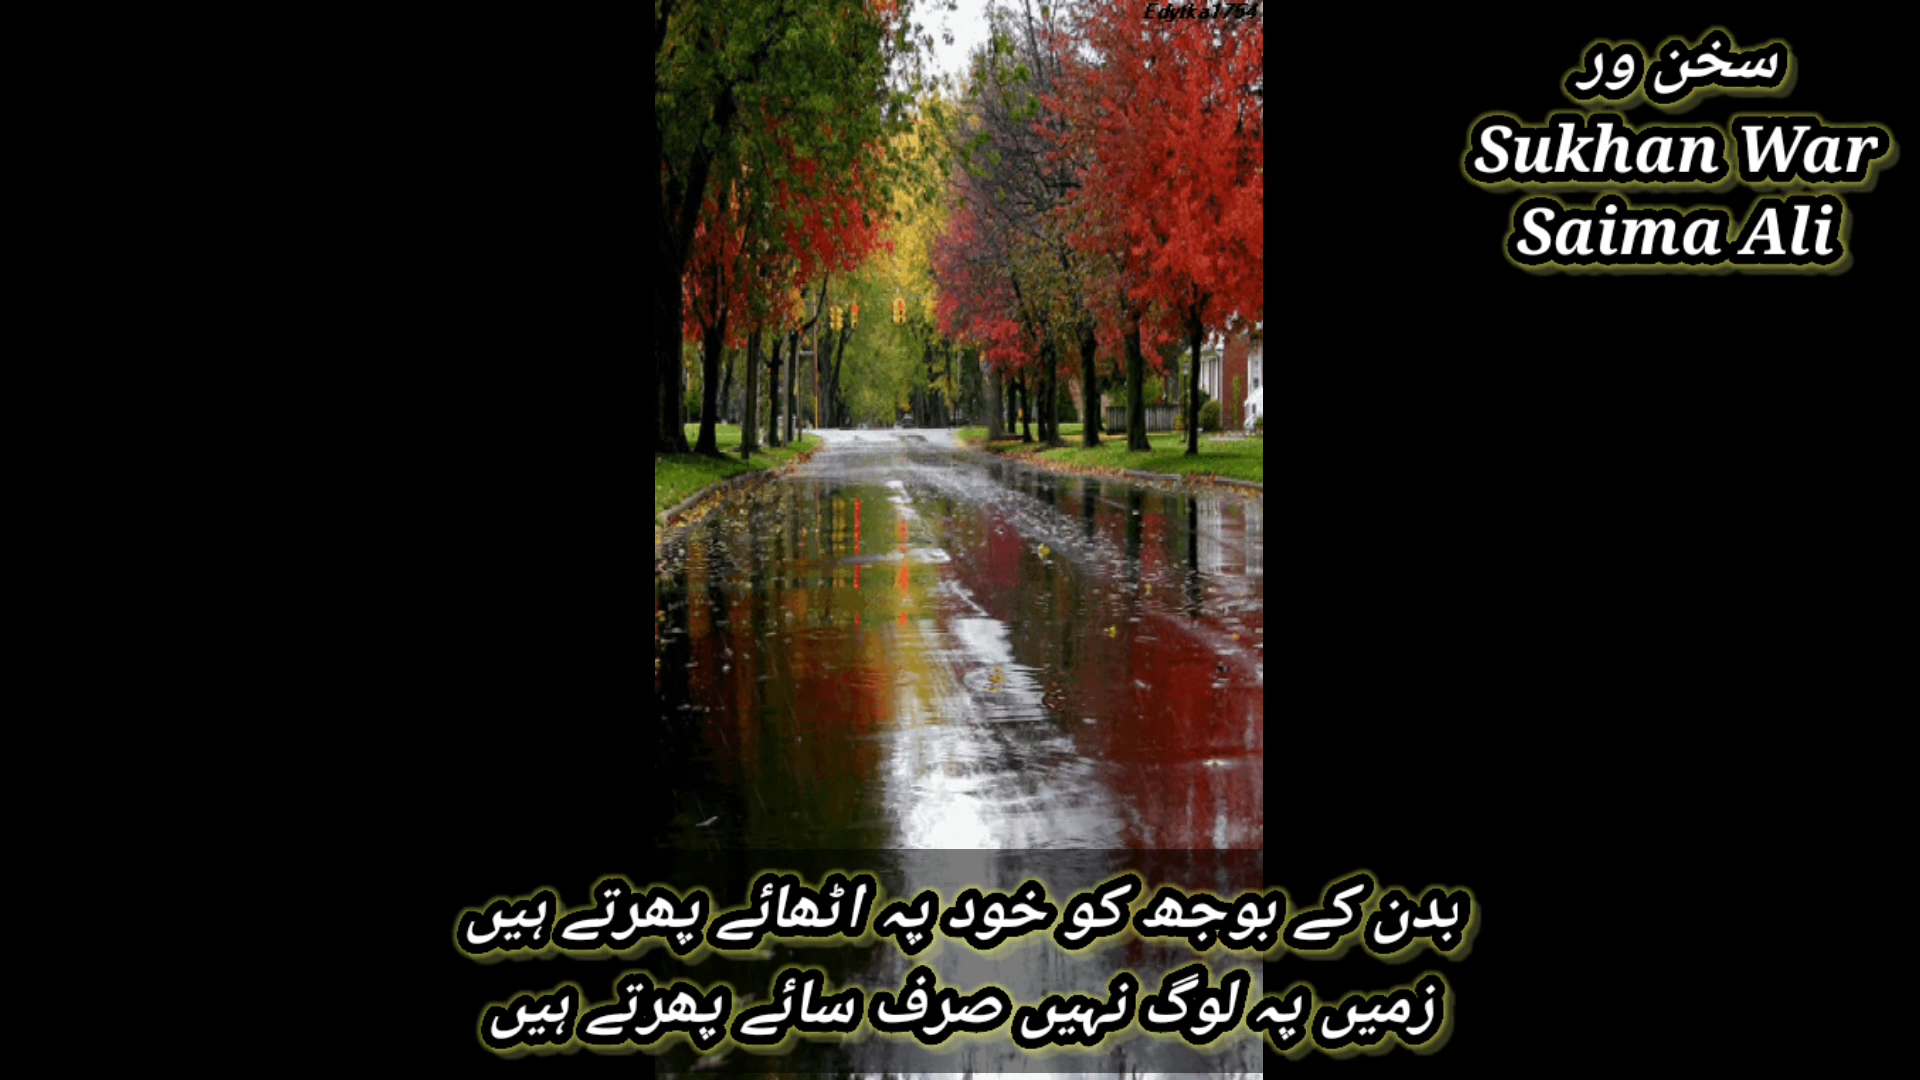 Edytka1754
سخن ور
Sukhan War
Saima Ali
بدن کے بوجھ کو خود پہ اٹھائے پھرتے ہیں
زمیں پہ لوگ نہیں صرف سائے پھرتے ہیں